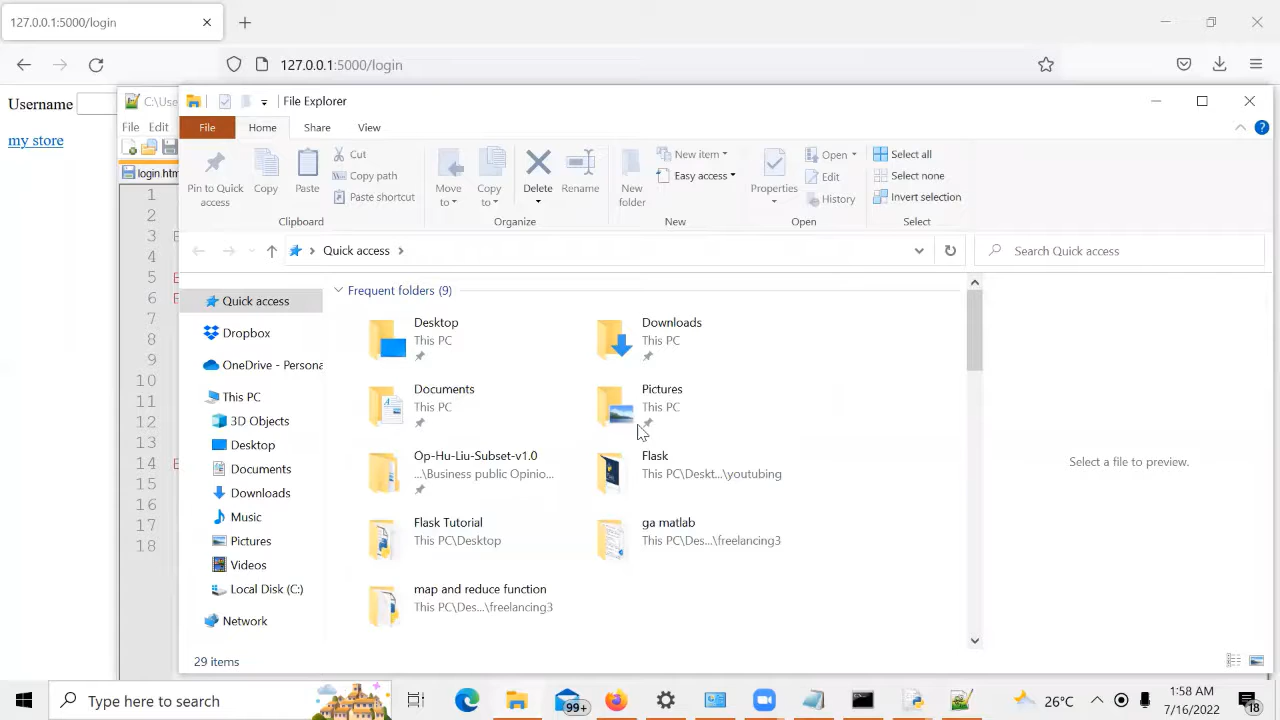 127.0.0.1:5000/login
127.0.0.1:5000/login
Username
my store
C:\Use
File Edit
login.htm
1
2
3
4
5
6
7
8
9
10
11
12
13
14
15
16
17
18
File Explorer
File Home Share View
Pin to Quick access
Copy
Paste
Cut
Copy path
Paste shortcut
Clipboard
Move to
Copy to
Delete
Rename
Organize
New folder
New item
Easy access
New
Properties
Open
Edit
History
Open
Select all
Select none
Invert selection
Select
Quick access
Search Quick access
Quick access
Dropbox
OneDrive - Persona
This PC
3D Objects
Desktop
Documents
Downloads
Music
Pictures
Videos
Local Disk (C:)
Network
Frequent folders (9)
Desktop
This PC
Downloads
This PC
Documents
This PC
Pictures
This PC
Op-Hu-Liu-Subset-v1.0
...\Business public Opinio...
Flask
This PC\Deskt...\youtubing
Flask Tutorial
This PC\Desktop
ga matlab
This PC\Des...\freelancing3
map and reduce function
This PC\Des...\freelancing3
Select a file to preview.
29 items
Type here to search
99+
26°C
1:58 AM
7/16/2022
18